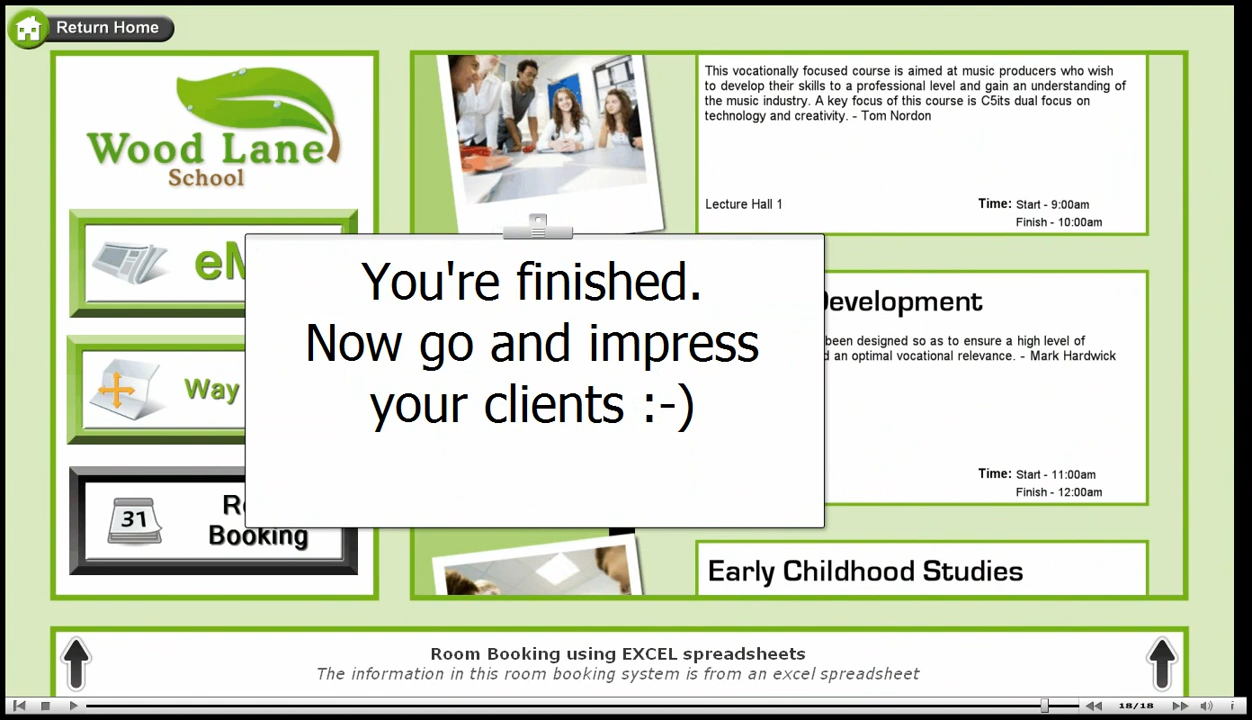 Return Home
Wood Lane
School
eM
Way
31
Booking
This vocationally focused course is aimed at music producers who wish
to develop their skills to a professional level and gain an understanding of
the music industry. A key focus of this course is C5its dual focus on
technology and creativity. - Tom Nordon
Lecture Hall 1
Time: Start - 9:00am
Finish - 10:00am
You're finished.
Now go and impress
your clients :-)
Development
been designed so as to ensure a high level of
d an optimal vocational relevance. - Mark Hardwick
Time: Start - 11:00am
Finish - 12:00am
Early Childhood Studies
Room Booking using EXCEL spreadsheets
The information in this room booking system is from an excel spreadsheet
18/18